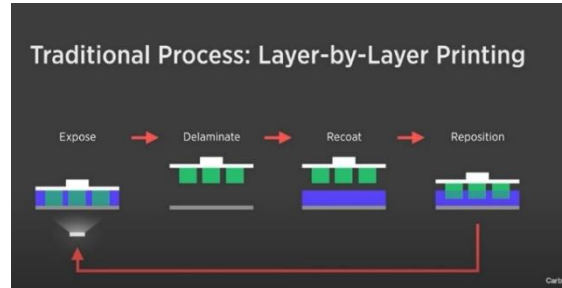 Traditional Process: Layer-by-Layer Printing
Expose
Delaminate
Recoat
Reposition